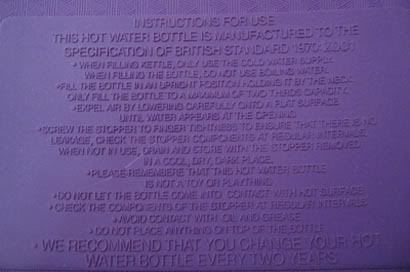 INSTRUCTIONS FOR USE
THIS HOT WATER BOTTLE IS MANUFACTURED TO THE
SPECIFICATION OF BRITISH STANDARD 1970: 2001
• WHEN FILLING KETTLE, ONLY USE THE COLD WATER SUPPLY.
WHEN FILLING THE BOTTLE, DO NOT USE BOILING WATER.
•FILL THE BOTTLE IN AN UPRIGHT POSITION HOLDING IT BY THE NECK.
ONLY FILL THE BOTTLE TO A MAXIMUM OF TWO THIRDS CAPACITY.
•EXPEL AIR BY LOWERING CAREFULLY ONTO A FLAT SURFACE
UNTIL WATER APPEARS AT THE OPENING.
•SCREW THE STOPPER TO FINGER TIGHTNESS TO ENSURE THAT THERE IS NO
LEAKAGE, CHECK THE STOPPER COMPONENTS AT REGULAR INTERVALS.
WHEN NOT IN USE, DRAIN AND STORE WITH THE STOPPER REMOVED
IN A COOL, DRY, DARK PLACE.
•PLEASE REMEMBER THAT THIS HOT WATER BOTTLE
IS NOT A TOY OR PLAYTHING
• DO NOT LET THE BOTTLE COME INTO CONTACT WITH HOT SURFACE
• CHECK THE COMPONENTS OF THE STOPPER AT REGULAR INTERVALS
• AVOID CONTACT WITH OIL AND GREASE
• DO NOT PLACE ANYTHING ON TOP OF THE BOTTLE
• WE RECOMMEND THAT YOU CHANGE YOUR HOT
WATER BOTTLE EVERY TWO YEARS